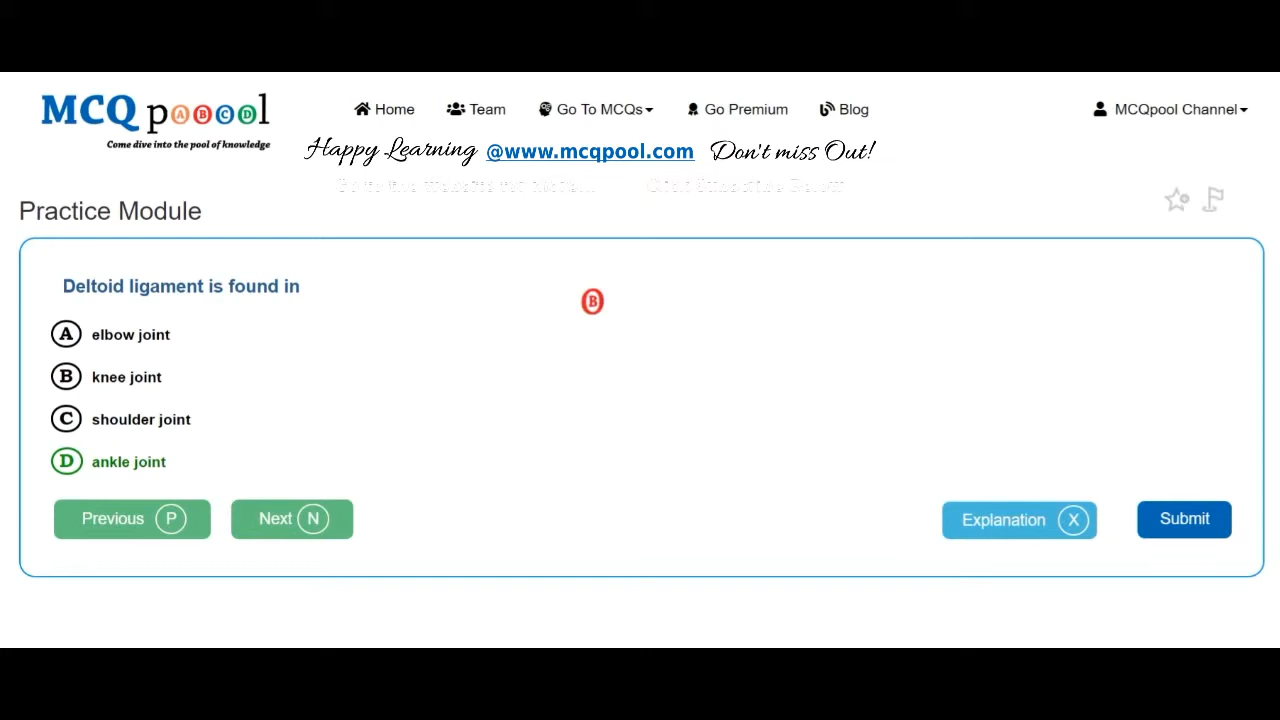 MCQ pooool
Come dive into the pool of knowledge
Home Team Go To MCQs Go Premium Blog MCQpool Channel
Happy Learning @www.mcqpool.com Don't miss Out!
Practice Module
Deltoid ligament is found in
B
A elbow joint
B knee joint
C shoulder joint
D ankle joint
Previous P Next N Explanation X Submit